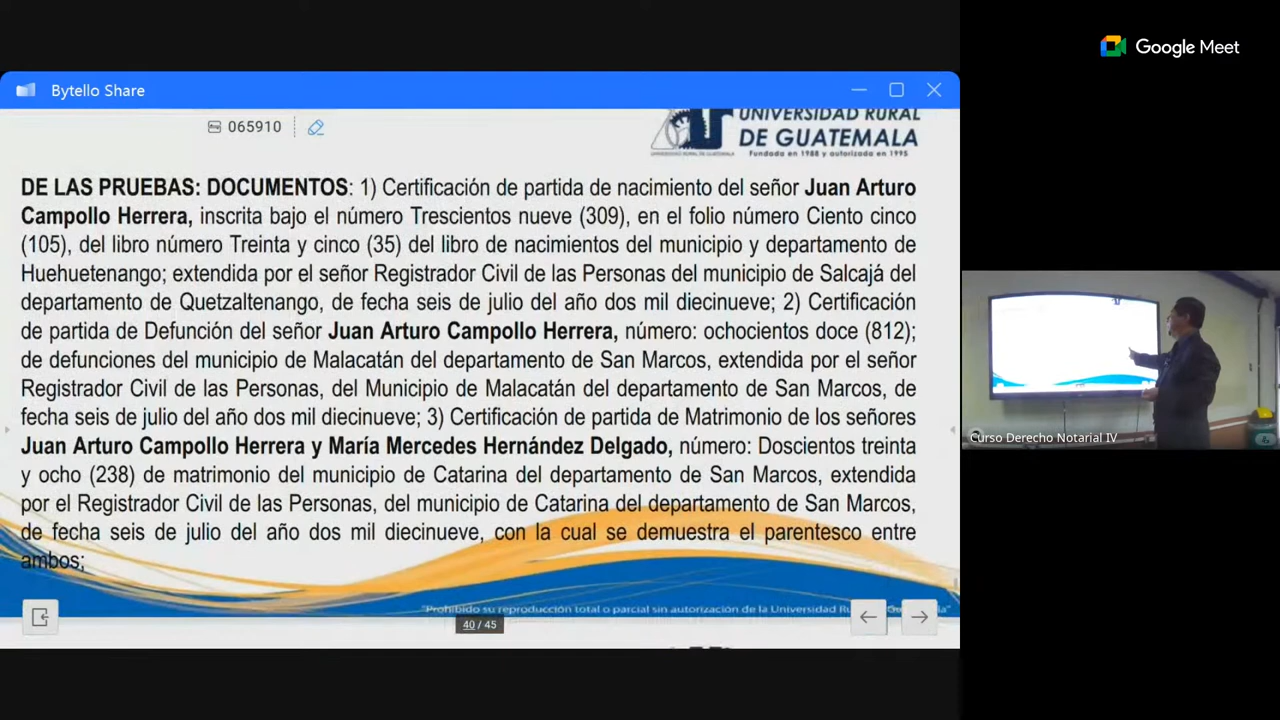 Google Meet
Bytello Share
065910
UNIVERSIDAD RURAL
DE GUATEMALA
Fundada en 1988 y autorizada en 1995
DE LAS PRUEBAS: DOCUMENTOS: 1) Certificación de partida de nacimiento del señor Juan Arturo
Campollo Herrera, inscrita bajo el número Trescientos nueve (309), en el folio número Ciento cinco
(105), del libro número Treinta y cinco (35) del libro de nacimientos del municipio y departamento de
Huehuetenango; extendida por el señor Registrador Civil de las Personas del municipio de Salcajá del
departamento de Quetzaltenango, de fecha seis de julio del año dos mil diecinueve; 2) Certificación
de partida de Defunción del señor Juan Arturo Campollo Herrera, número: ochocientos doce (812);
de defunciones del municipio de Malacatán del departamento de San Marcos, extendida por el señor
Registrador Civil de las Personas, del Municipio de Malacatán del departamento de San Marcos, de
fecha seis de julio del año dos mil diecinueve; 3) Certificación de partida de Matrimonio de los señores
Juan Arturo Campollo Herrera y María Mercedes Hernández Delgado, número: Doscientos treinta
y ocho (238) de matrimonio del municipio de Catarina del departamento de San Marcos, extendida
por el Registrador Civil de las Personas, del municipio de Catarina del departamento de San Marcos,
de fecha seis de julio del año dos mil diecinueve, con la cual se demuestra el parentesco entre
ambos;
"Prohibido su reproducción total o parcial sin autorización de la Universidad
40 / 45
Curso Derecho Notarial IV